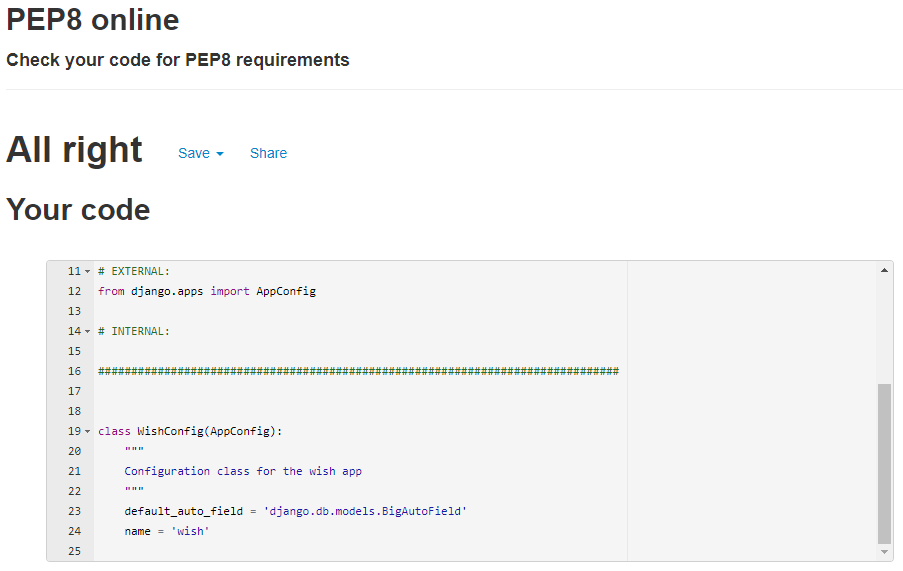 PEP8 online
Check your code for PEP8 requirements
All right Save Share
Your code
11 # EXTERNAL:
12 from django.apps import AppConfig
13
14 # INTERNAL:
15
16 ###############################################################################
17
18
19 class WishConfig(AppConfig):
20     """
21     Configuration class for the wish app
22     """
23     default_auto_field = 'django.db.models.BigAutoField'
24     name = 'wish'
25